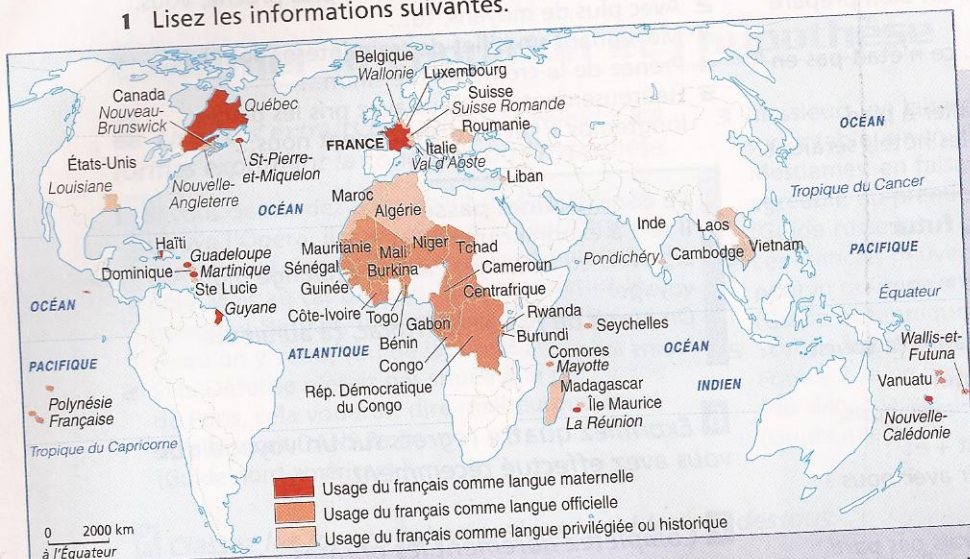 1 Lisez les informations suivantes.
Belgique
Wallonie
Luxembourg
Suisse
Suisse Romande
Roumanie
Canada
Nouveau-
Brunswick
Québec
FRANCE
Italie
Val d'Aoste
États-Unis
Louisiane
St-Pierre-
et-Miquelon
Nouvelle-
Angleterre
Liban
OCÉAN
Tropique du Cancer
OCÉAN
Maroc
Algérie
Haïti
Guadeloupe
Dominique
Martinique
Ste Lucie
Guyane
Mauritanie
Mali
Niger
Tchad
Sénégal
Burkina
Guinée
Cameroun
Centrafrique
Côte-Ivoire
Togo
Gabon
Bénin
Congo
Rép. Démocratique
du Congo
Rwanda
Burundi
Inde
Laos
Pondichéry
Cambodge
Vietnam
PACIFIQUE
Équateur
Seychelles
Comores
Mayotte
Madagascar
Île Maurice
La Réunion
OCÉAN
INDIEN
OCÉAN
PACIFIQUE
ATLANTIQUE
Polynésie
Française
Tropique du Capricorne
Wallis-et-
Futuna
Vanuatu
Nouvelle-
Calédonie
Usage du français comme langue maternelle
Usage du français comme langue officielle
Usage du français comme langue privilégiée ou historique
0 2000 km
à l'Équateur